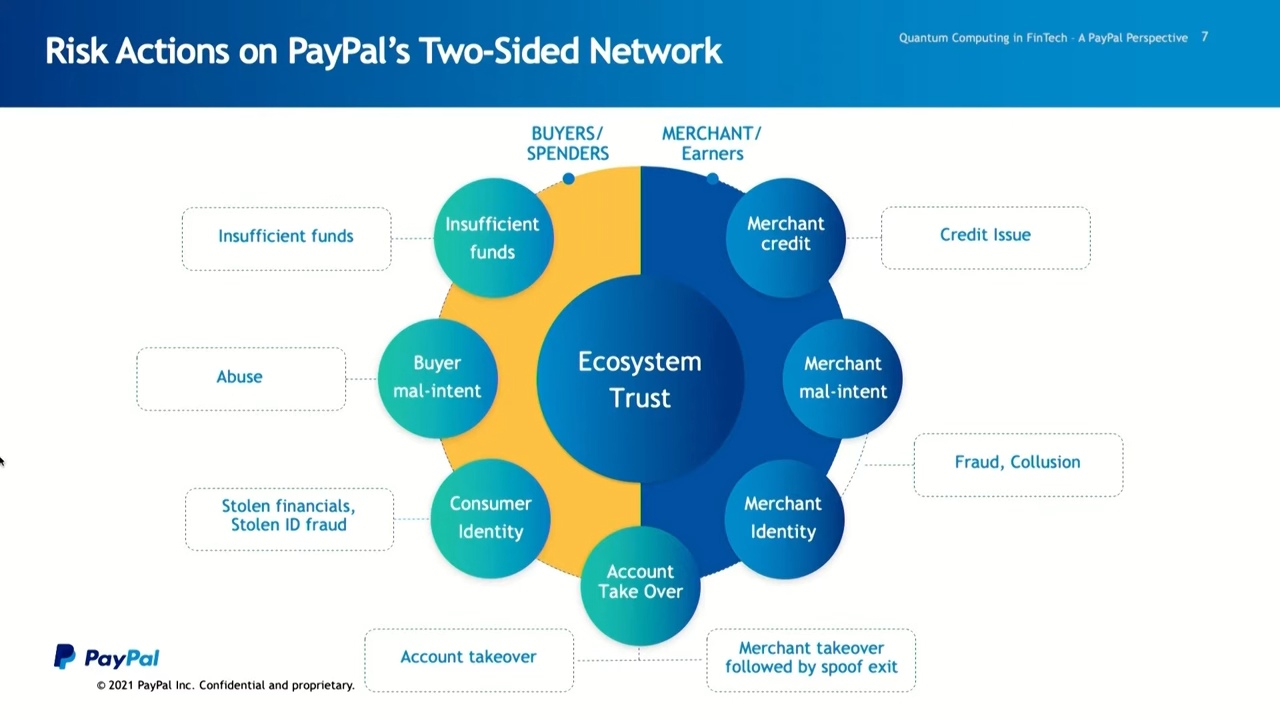 Risk Actions on PayPal's Two-Sided Network
Quantum Computing in FinTech - A PayPal Perspective 7
BUYERS/
SPENDERS
MERCHANT/
Earners
Insufficient funds
Insufficient
funds
Merchant
credit
Credit Issue
Abuse
Buyer
mal-intent
Ecosystem
Trust
Merchant
mal-intent
Fraud, Collusion
Stolen financials,
Stolen ID fraud
Consumer
Identity
Merchant
Identity
Account
Take Over
Account takeover
Merchant takeover
followed by spoof exit
PayPal
© 2021 PayPal Inc. Confidential and proprietary.